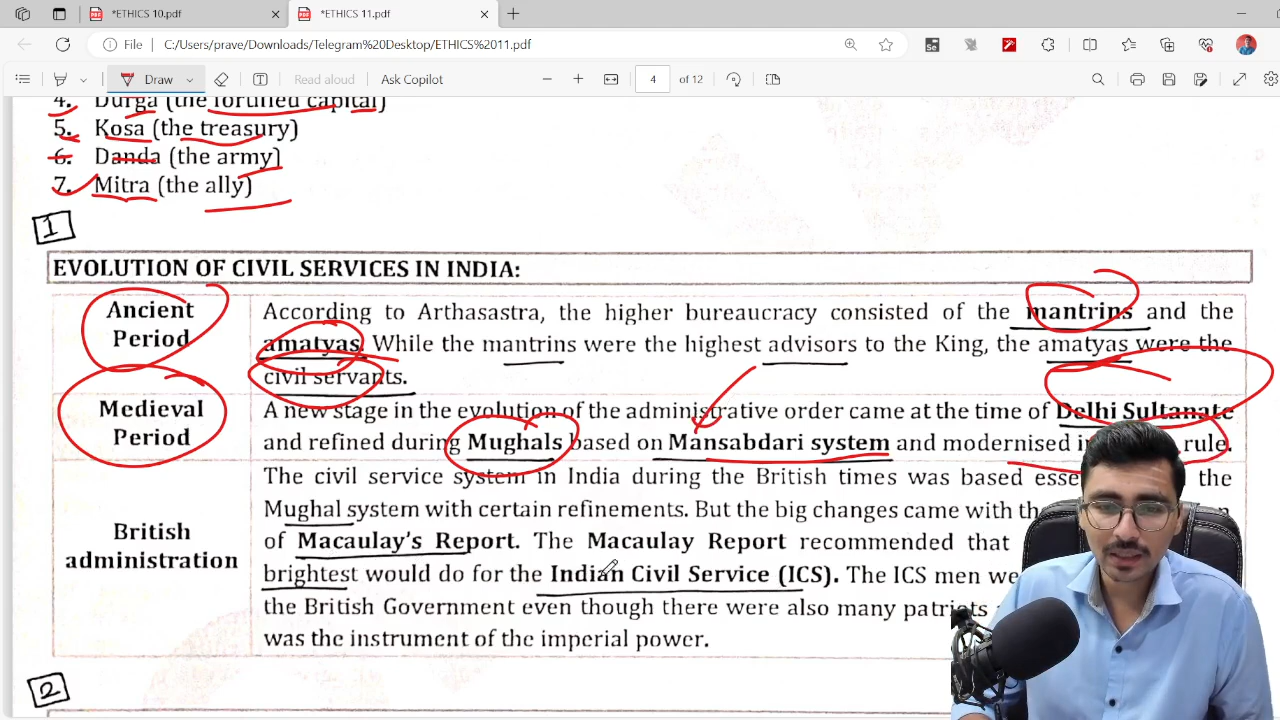 *ETHICS 10.pdf
*ETHICS 11.pdf
File
C:/Users/prave/Downloads/Telegram%20Desktop/ETHICS%2011.pdf
Draw
Read aloud
Ask Copilot
4
of 12
4. Durga (the fortified capital)
5. Kosa (the treasury)
6. Danda (the army)
7. Mitra (the ally)
1
EVOLUTION OF CIVIL SERVICES IN INDIA:
Ancient
Period
According to Arthasastra, the higher bureaucracy consisted of the mantrins and the
amatyas. While the mantrins were the highest advisors to the King, the amatyas were the
civil servants.
Medieval
Period
A new stage in the evolution of the administrative order came at the time of Delhi Sultanate
and refined during Mughals based on Mansabdari system and modernised rule.
British
administration
The civil service system in India during the British times was based the
Mughal system with certain refinements. But the big changes came with
of Macaulay's Report. The Macaulay Report recommended that
brightest would do for the Indian Civil Service (ICS). The ICS men
the British Government even though there were also many patriots
was the instrument of the imperial power.
2